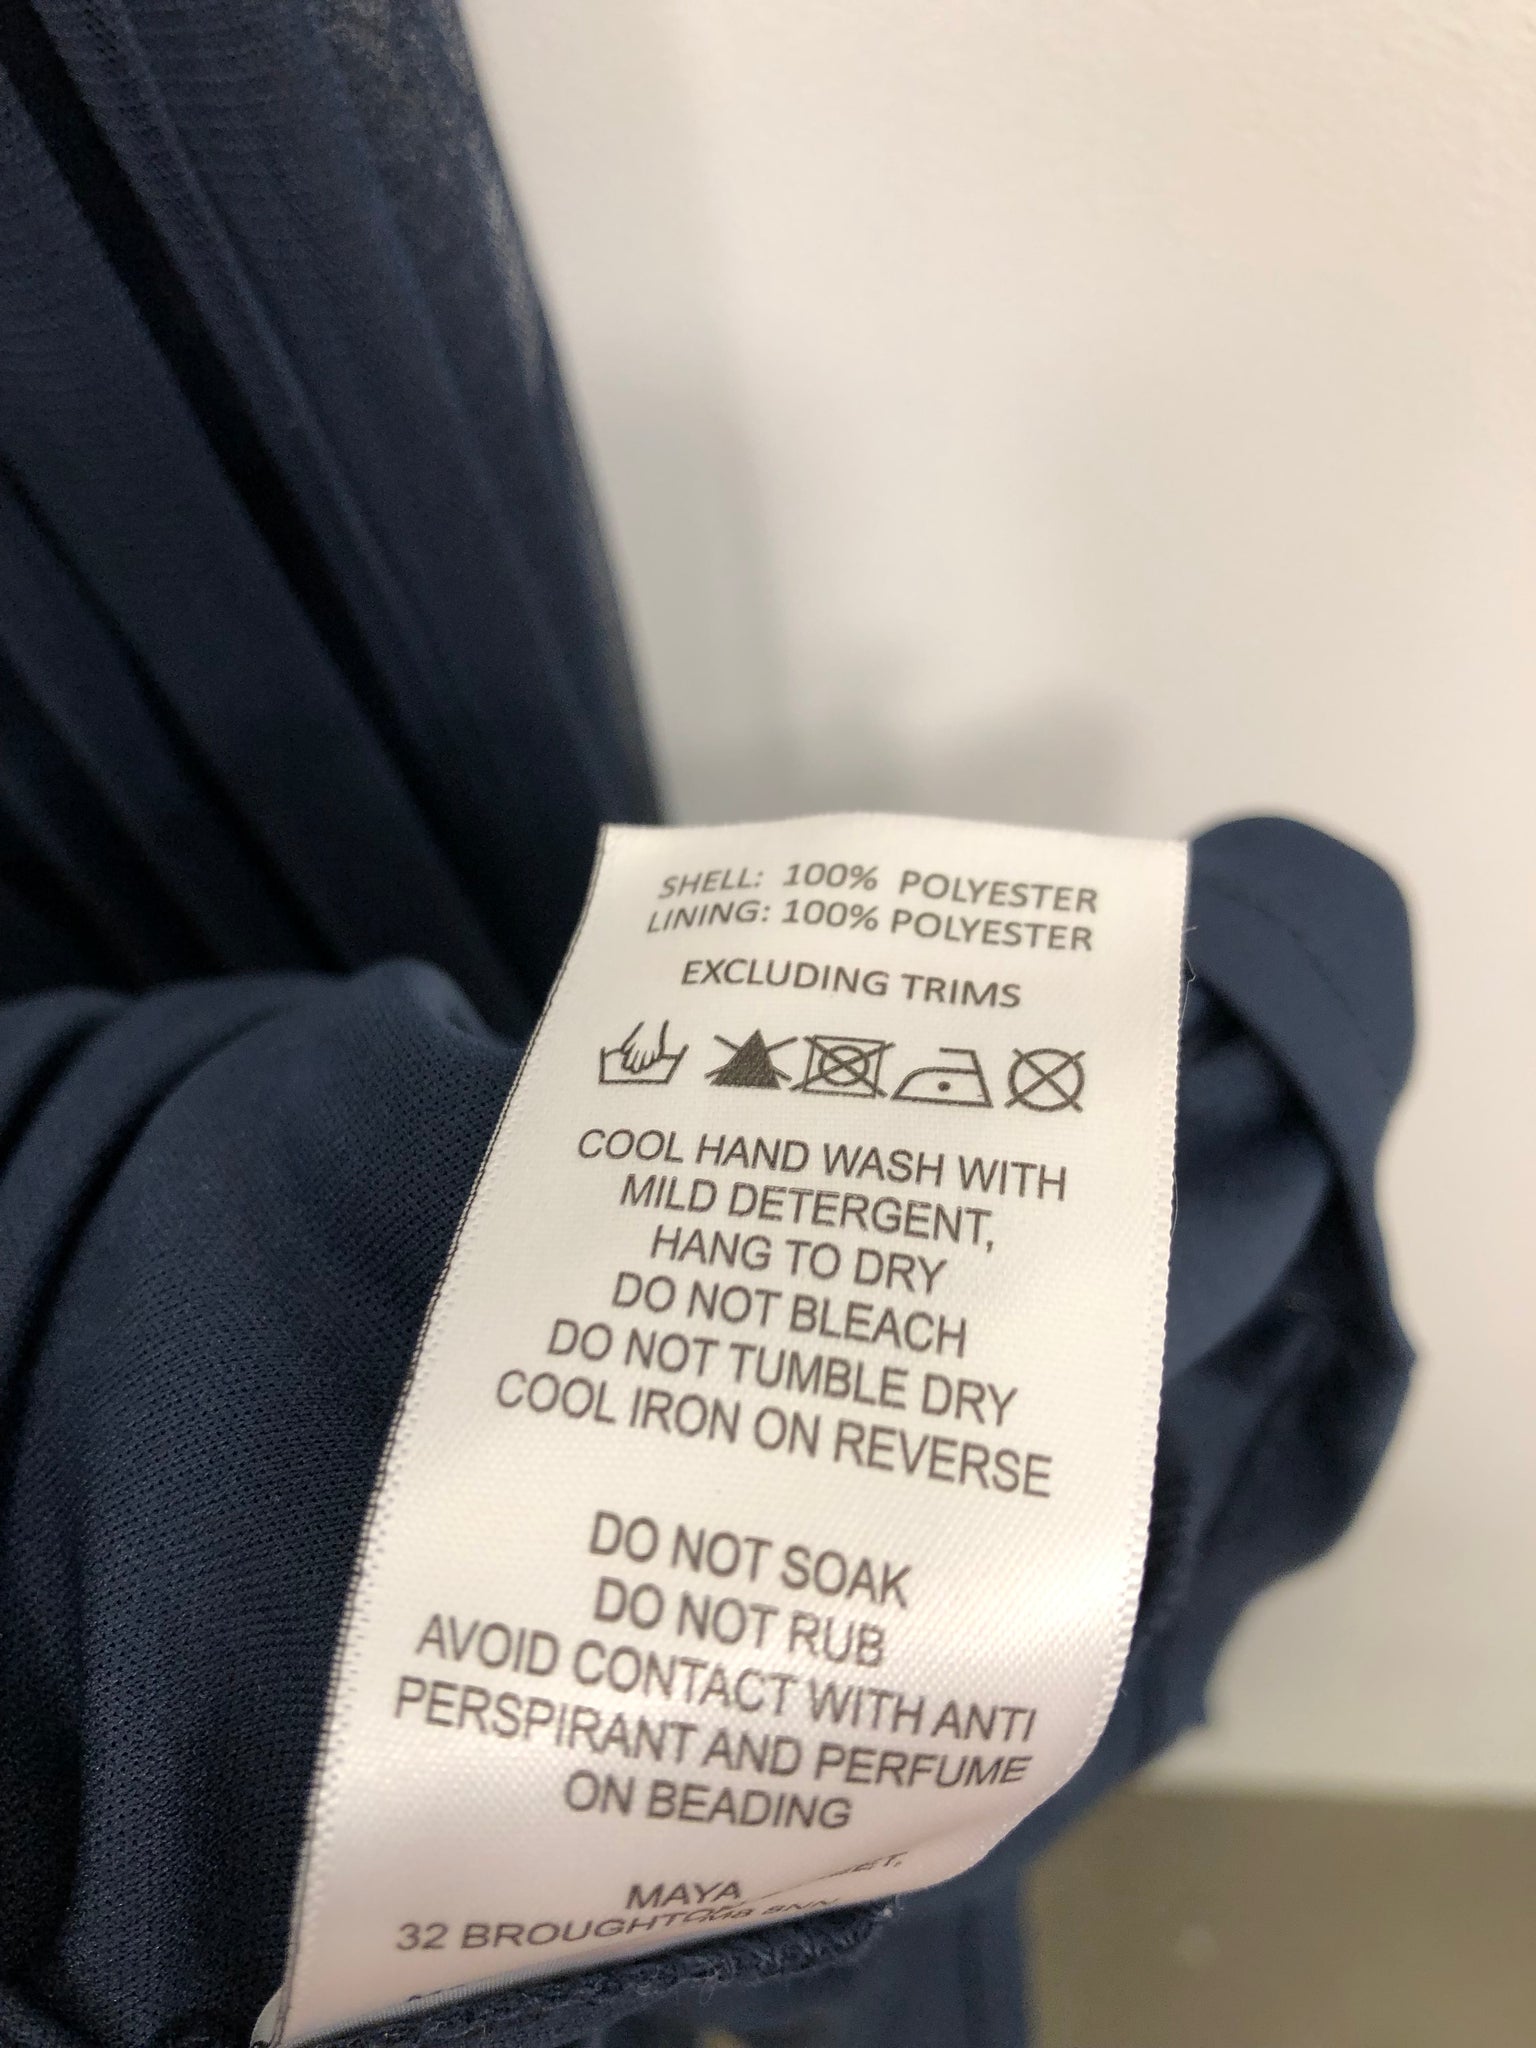 SHELL: 100% POLYESTER
LINING: 100% POLYESTER
EXCLUDING TRIMS
COOL HAND WASH WITH
MILD DETERGENT,
HANG TO DRY
DO NOT BLEACH
DO NOT TUMBLE DRY
COOL IRON ON REVERSE
DO NOT SOAK
DO NOT RUB
AVOID CONTACT WITH ANTI
PERSPIRANT AND PERFUME
ON BEADING
MAYA
32